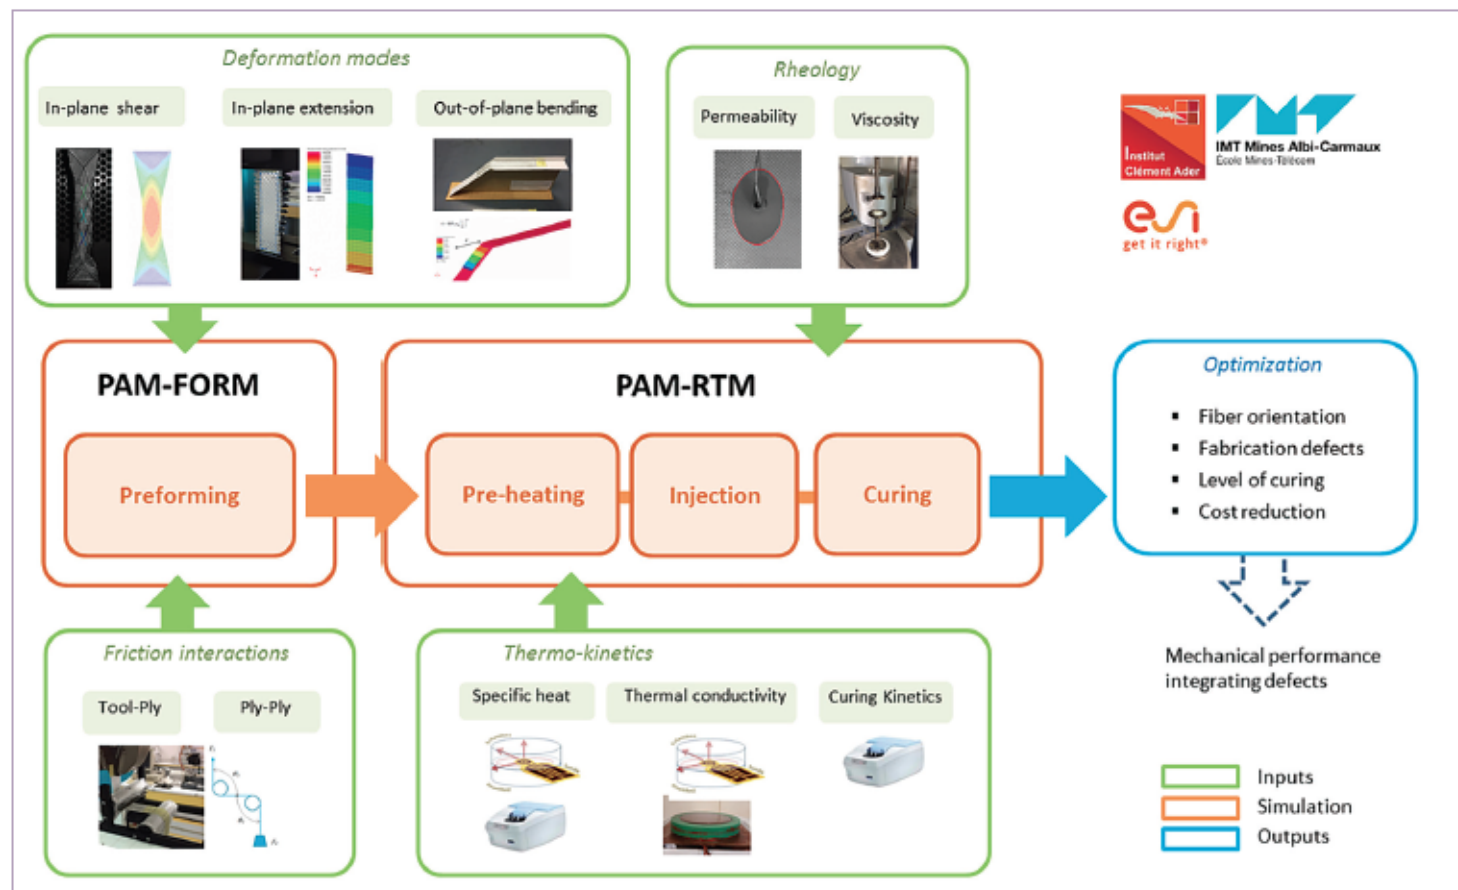 Deformation modes
In-plane shear
In-plane extension
Out-of-plane bending
Rheology
Permeability
Viscosity
Institut
Clément Ader
IMT Mines Albi-Carmaux
École Mines-Télécom
esi
get it right®
PAM-FORM
Preforming
PAM-RTM
Pre-heating
Injection
Curing
Optimization
▪ Fiber orientation
▪ Fabrication defects
▪ Level of curing
▪ Cost reduction
Mechanical performance
integrating defects
Friction interactions
Tool-Ply
Ply-Ply
Thermo-kinetics
Specific heat
Thermal conductivity
Curing Kinetics
Inputs
Simulation
Outputs